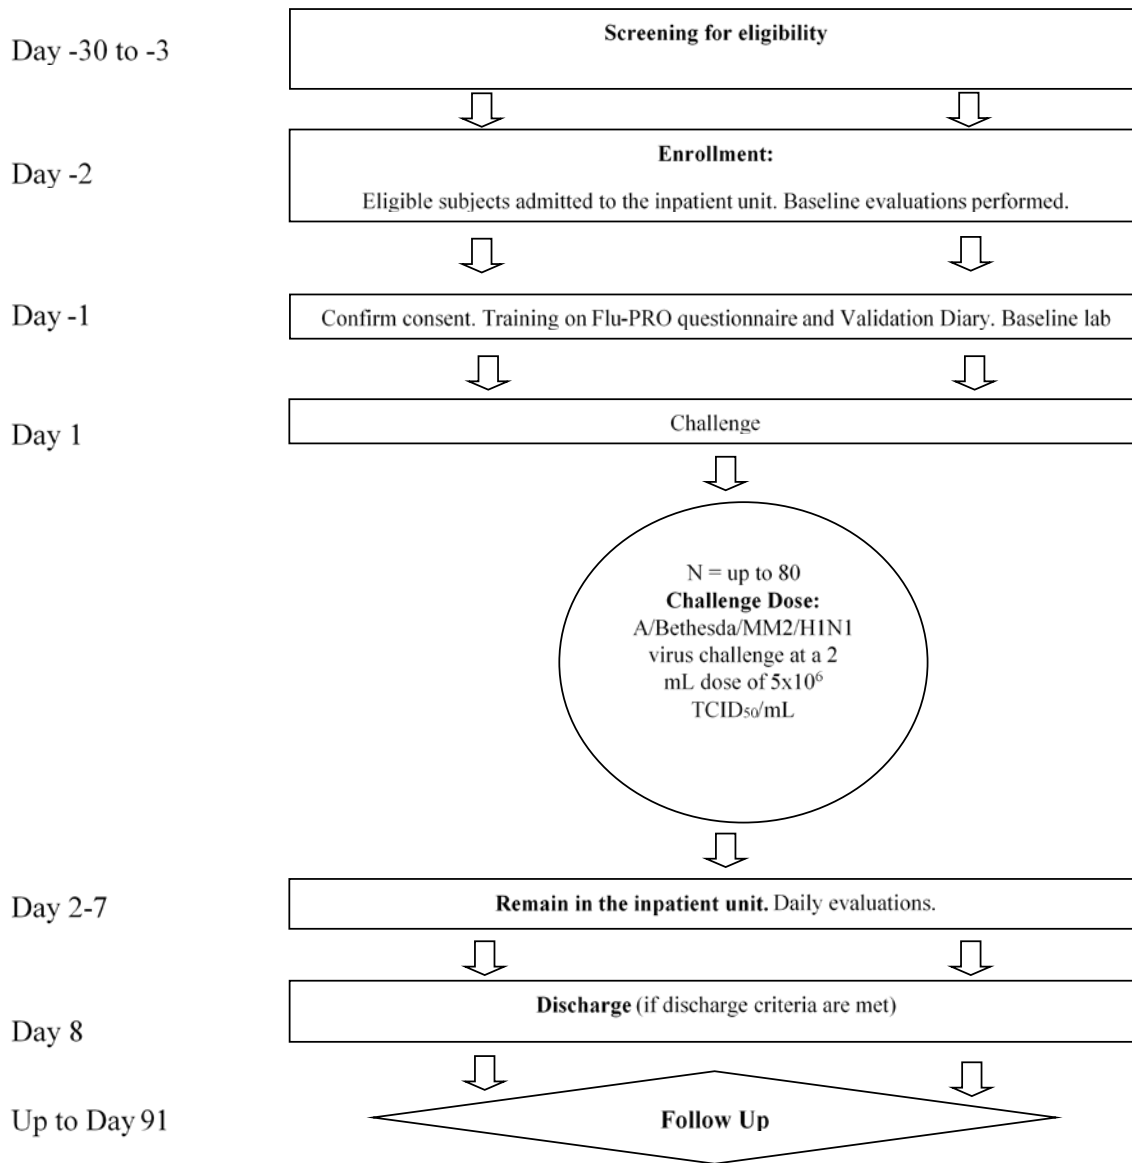 Day -30 to -3
Screening for eligibility
Day -2
Enrollment:
Eligible subjects admitted to the inpatient unit. Baseline evaluations performed.
Day -1
Confirm consent. Training on Flu-PRO questionnaire and Validation Diary. Baseline lab
Day 1
Challenge
N = up to 80
Challenge Dose:
A/Bethesda/MM2/H1N1
virus challenge at a 2
mL dose of 5x10⁶
TCID₅₀/mL
Day 2-7
Remain in the inpatient unit. Daily evaluations.
Day 8
Discharge (if discharge criteria are met)
Up to Day 91
Follow Up